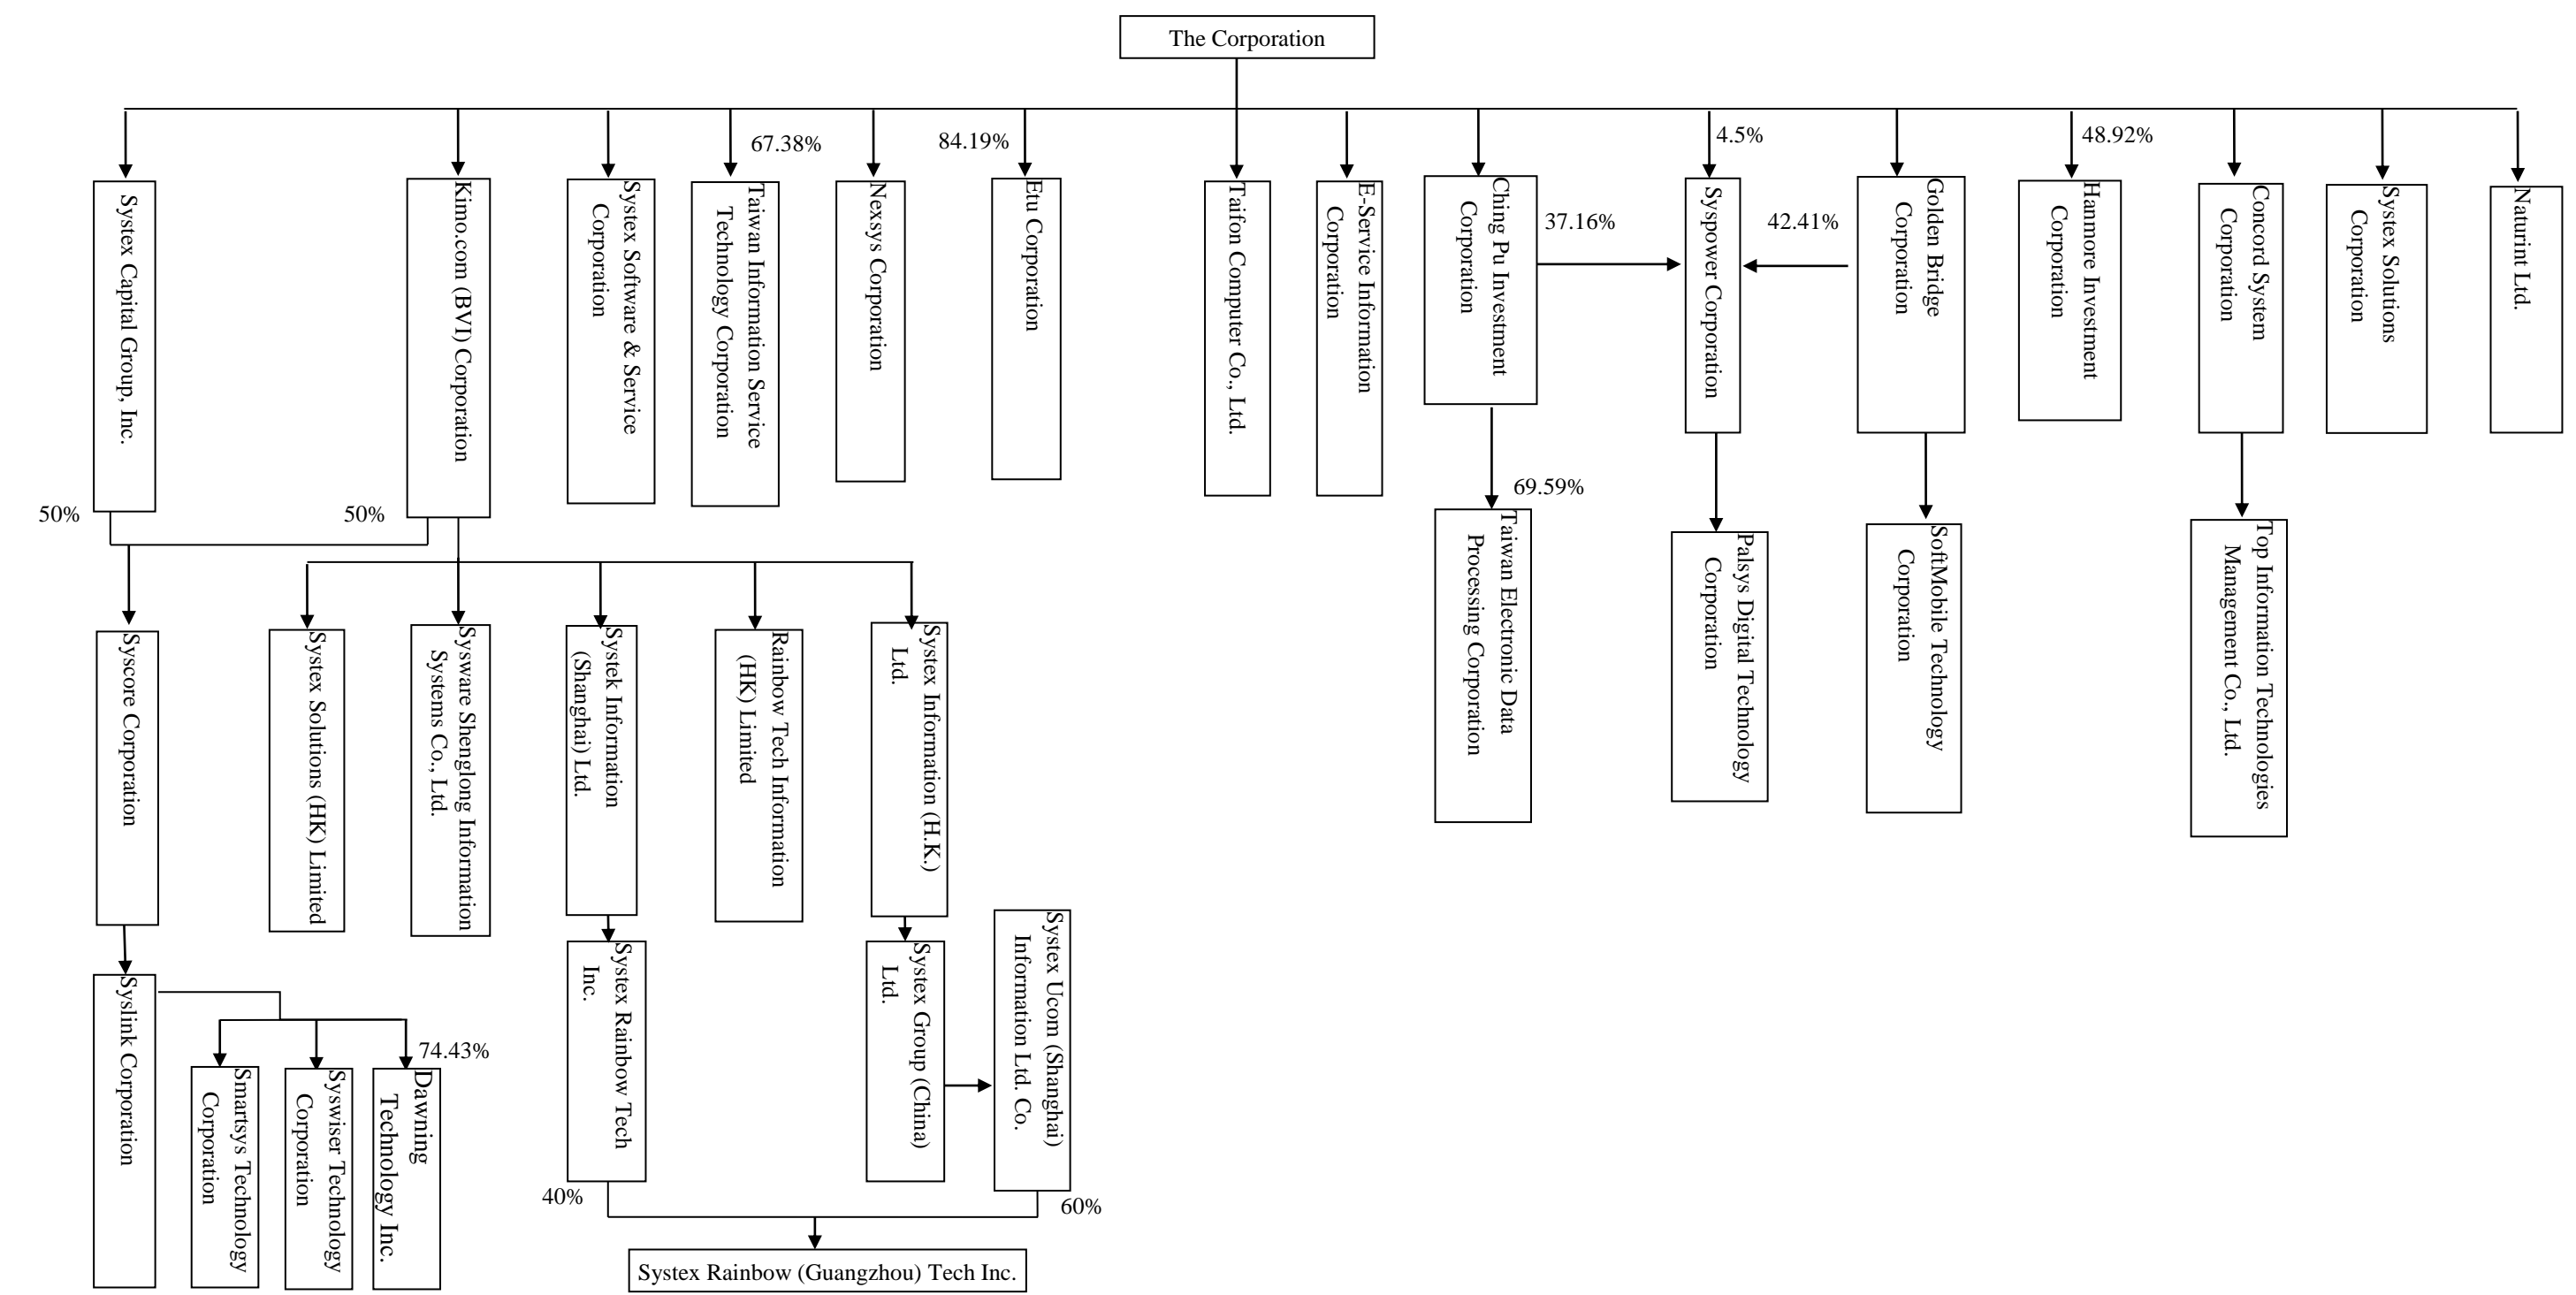 The Corporation
67.38%
84.19%
4.5%
48.92%
37.16%
42.41%
Systex Capital Group, Inc.
Kimo.com (BVI) Corporation
Systex Software & Service
Corporation
Taiwan Information Service
Technology Corporation
Nexsys Corporation
Etu Corporation
Taifon Computer Co., Ltd.
E-Service Information
Corporation
Ching Pu Investment
Corporation
Syspower Corporation
Golden Bridge
Corporation
Hanmore Investment
Corporation
Concord System
Corporation
Systex Solutions
Corporation
Naturint Ltd.
50%
50%
69.59%
Syscore Corporation
Systex Solutions (HK) Limited
Sysware Shenglong Information
Systems Co., Ltd.
Systek Information
(Shanghai) Ltd.
Rainbow Tech Information
(HK) Limited
Systex Information (H.K.)
Ltd.
Taiwan Electronic Data
Processing Corporation
Palsys Digital Technology
Corporation
SoftMobile Technology
Corporation
Top Information Technologies
Management Co., Ltd.
Syslink Corporation
74.43%
Smartsys Technology
Corporation
Syswiser Technology
Corporation
Dawning
Technology Inc.
Systex Rainbow Tech
Inc.
Systex Group (China)
Ltd.
Systex Ucom (Shanghai)
Information Ltd. Co.
40%
60%
Systex Rainbow (Guangzhou) Tech Inc.